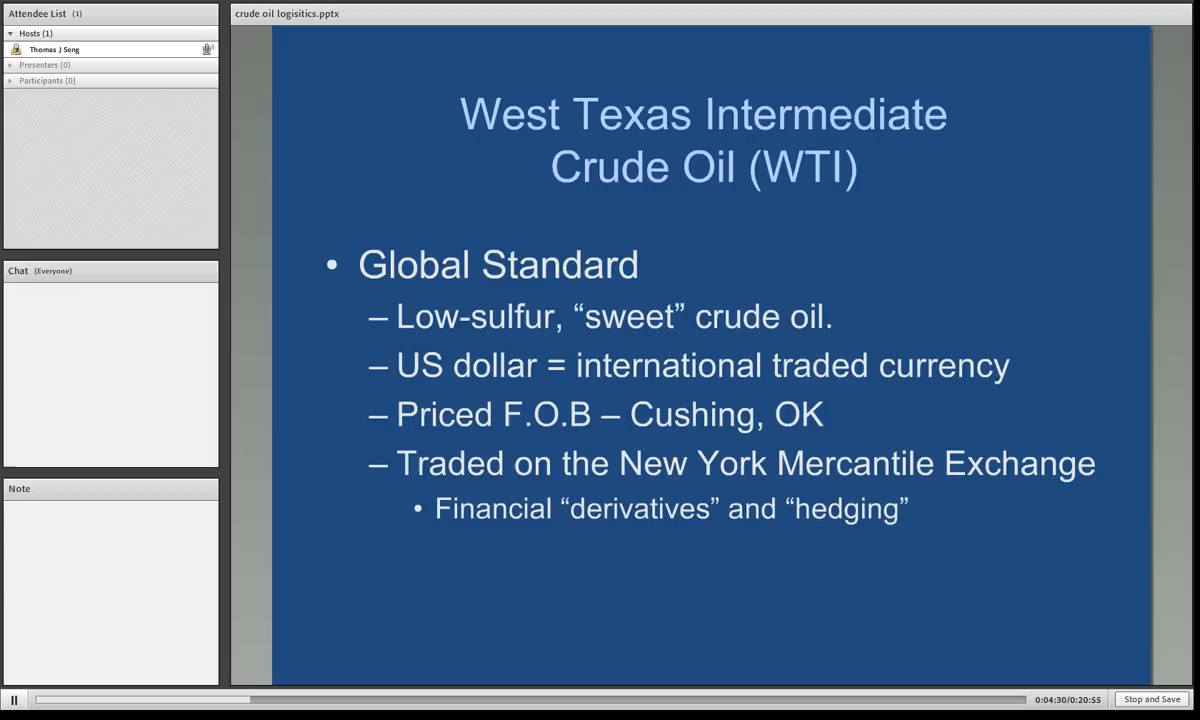 Attendee List (1)
Hosts (1)
Thomas J Seng
Presenters (0)
Participants (0)
Chat (Everyone)
Note
crude oil logisitics.pptx
West Texas Intermediate
Crude Oil (WTI)
• Global Standard
– Low-sulfur, “sweet” crude oil.
– US dollar = international traded currency
– Priced F.O.B – Cushing, OK
– Traded on the New York Mercantile Exchange
• Financial “derivatives” and “hedging”
0:04:30/0:20:55
Stop and Save